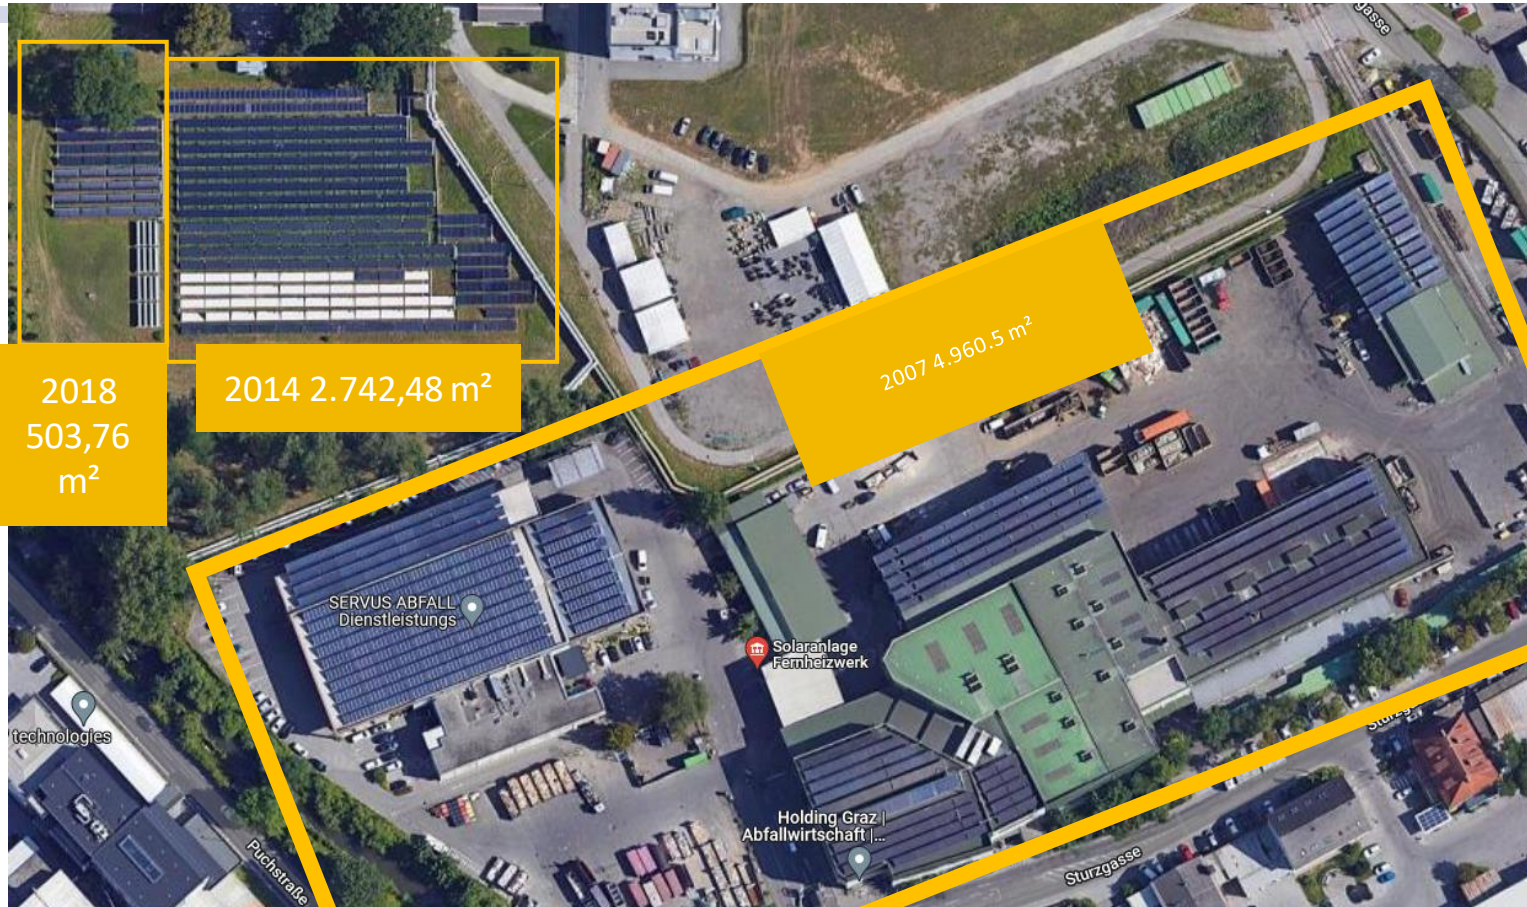 gasse
2007 4.960.5 m²
2018
503,76
m²
2014 2.742,48 m²
SERVUS ABFALL
Dienstleistungs
Solaranlage
Fernheizwerk
technologies
Holding Graz |
Abfallwirtschaft |...
Puchstraße
Sturzgasse